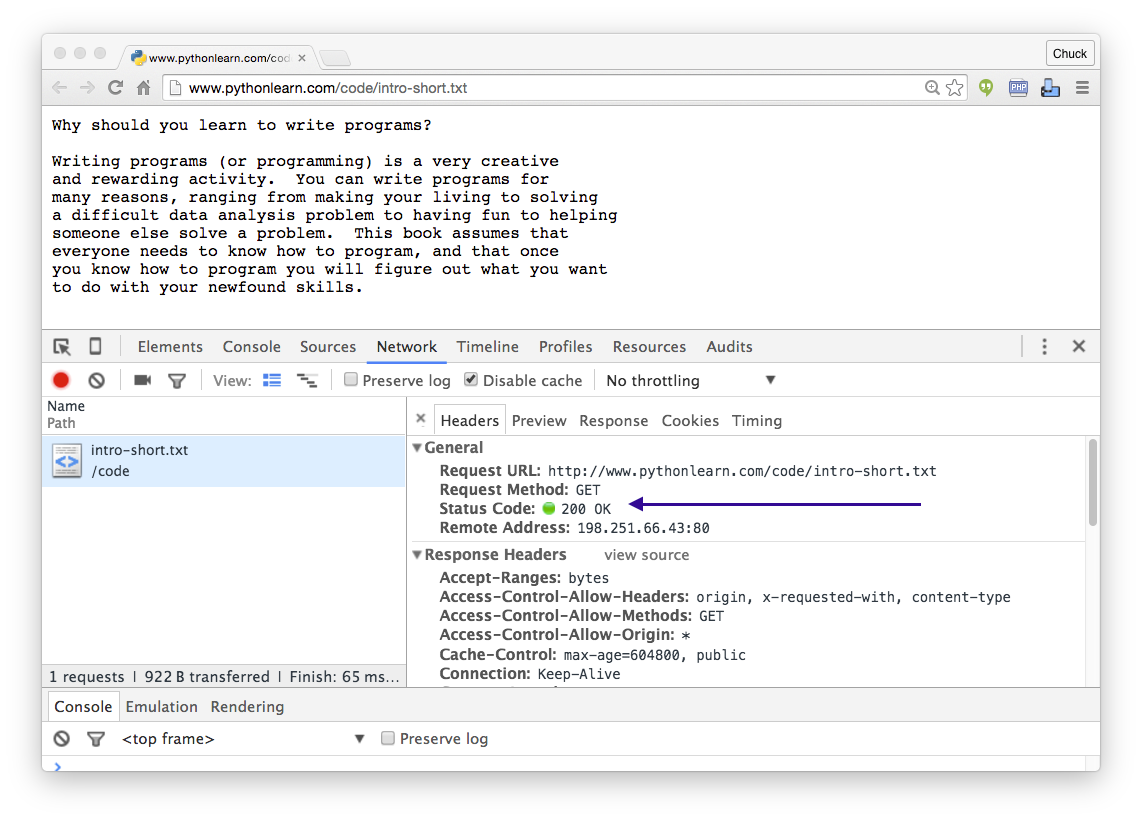 www.pythonlearn.com/cod
Chuck
www.pythonlearn.com/code/intro-short.txt
PHP
Why should you learn to write programs?
Writing programs (or programming) is a very creative
and rewarding activity.  You can write programs for
many reasons, ranging from making your living to solving
a difficult data analysis problem to having fun to helping
someone else solve a problem.  This book assumes that
everyone needs to know how to program, and that once
you know how to program you will figure out what you want
to do with your newfound skills.
Elements Console Sources Network Timeline Profiles Resources Audits
View: Preserve log Disable cache No throttling
Name
Path
intro-short.txt
/code
1 requests | 922 B transferred | Finish: 65 ms...
Headers Preview Response Cookies Timing
General
Request URL: http://www.pythonlearn.com/code/intro-short.txt
Request Method: GET
Status Code: 200 OK
Remote Address: 198.251.66.43:80
Response Headers view source
Accept-Ranges: bytes
Access-Control-Allow-Headers: origin, x-requested-with, content-type
Access-Control-Allow-Methods: GET
Access-Control-Allow-Origin: *
Cache-Control: max-age=604800, public
Connection: Keep-Alive
Console Emulation Rendering
<top frame> Preserve log